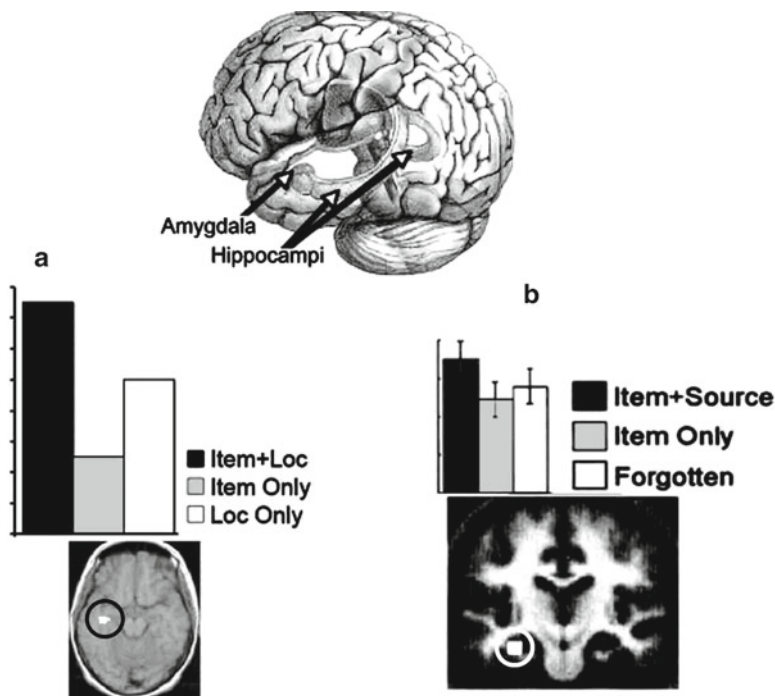 Amygdala
Hippocampi
a
Item+Loc
Item Only
Loc Only
b
Item+Source
Item Only
Forgotten